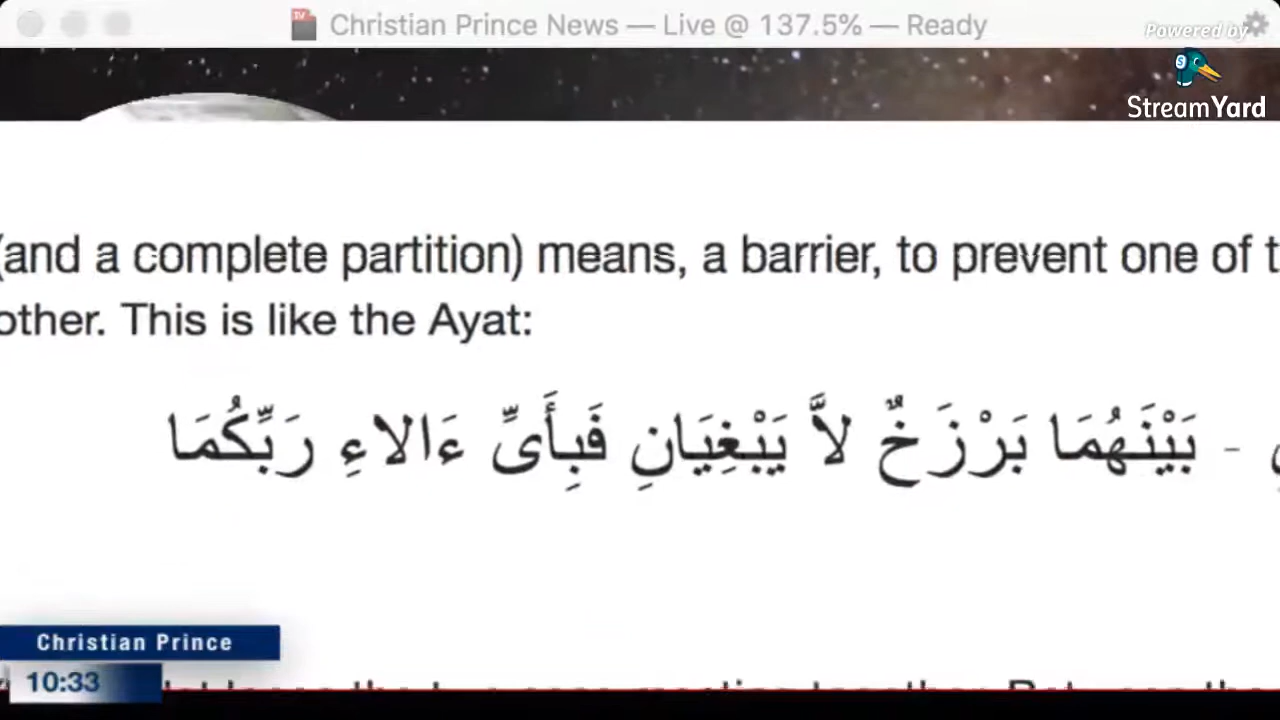 Christian Prince News — Live @ 137.5% — Ready
Powered by
StreamYard
(and a complete partition) means, a barrier, to prevent one of
other. This is like the Ayat:
- بَيْنَهُمَا بَرْزَخٌ لاَّ يَبْغِيَانِ فَبِأَىِّ ءَالاءِ رَبِّكُمَا
Christian Prince
10:33